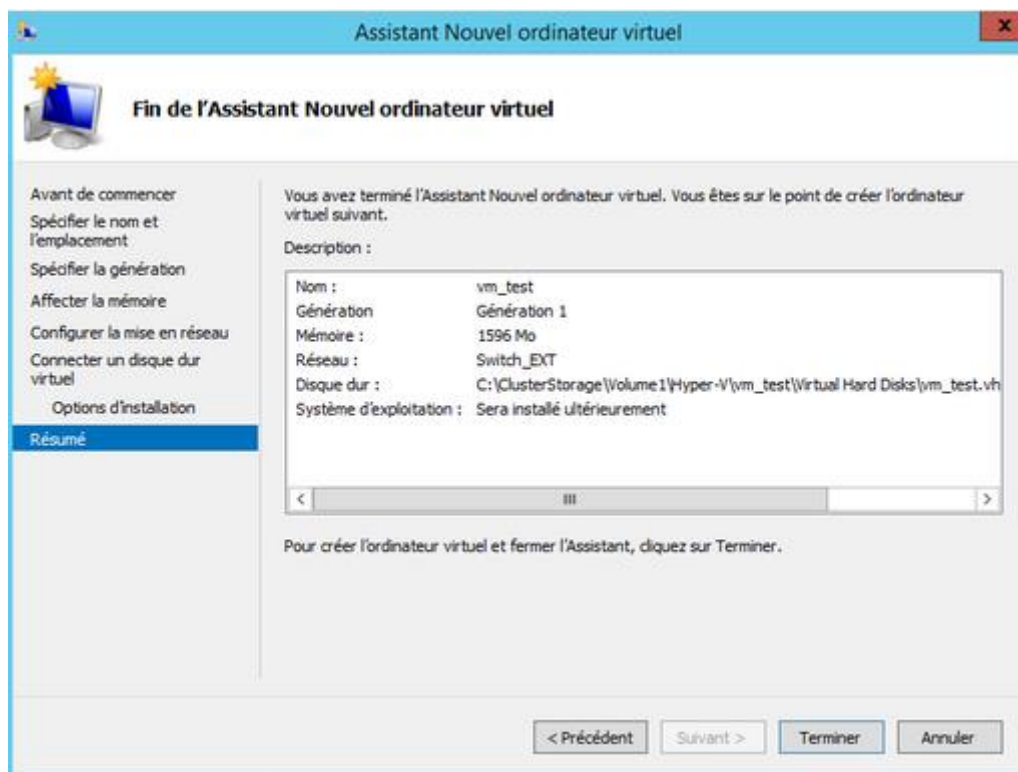 Assistant Nouvel ordinateur virtuel
Fin de l'Assistant Nouvel ordinateur virtuel
Avant de commencer
Spécifier le nom et
l'emplacement
Spécifier la génération
Affecter la mémoire
Configurer la mise en réseau
Connecter un disque dur
virtuel
Options d'installation
Résumé
Vous avez terminé l'Assistant Nouvel ordinateur virtuel. Vous êtes sur le point de créer l'ordinateur
virtuel suivant.
Description :
Nom : vm_test
Génération Génération 1
Mémoire : 1596 Mo
Réseau : Switch_EXT
Disque dur : C:\ClusterStorage\Volume1\Hyper-V\vm_test\Virtual Hard Disks\vm_test.vh
Système d'exploitation : Sera installé ultérieurement
Pour créer l'ordinateur virtuel et fermer l'Assistant, cliquez sur Terminer.
< Précédent Suivant > Terminer Annuler